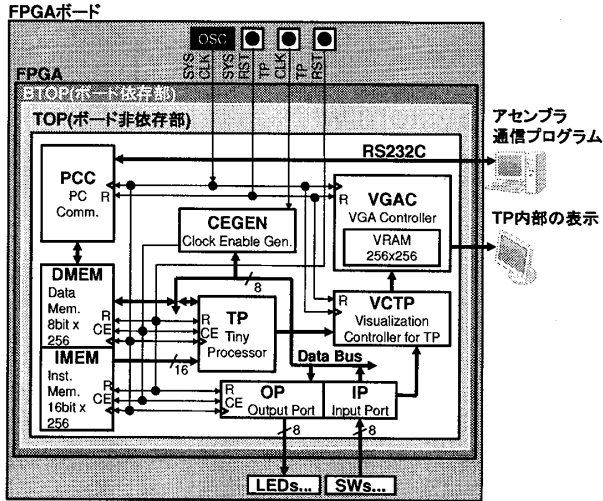 FPGAボード
OSC
SYS CLK
SYS RST
TP CLK
TP RST
FPGA
BTOP(ボード依存部)
TOP(ボード非依存部)
アセンブラ
通信プログラム
RS232C
PCC
PC
Comm.
R
CEGEN
Clock Enable Gen.
R
VGAC
VGA Controller
VRAM
256x256
TP内部の表示
8
DMEM
Data
Mem.
8bit x
256
R
CE
TP
Tiny
Processor
R
CE
R
VCTP
Visualization
Controller for TP
IMEM
Inst.
Mem.
16bit x
256
R
CE
16
Data Bus
R
CE
OP
Output Port
IP
Input Port
8
8
LEDs...
SWs...